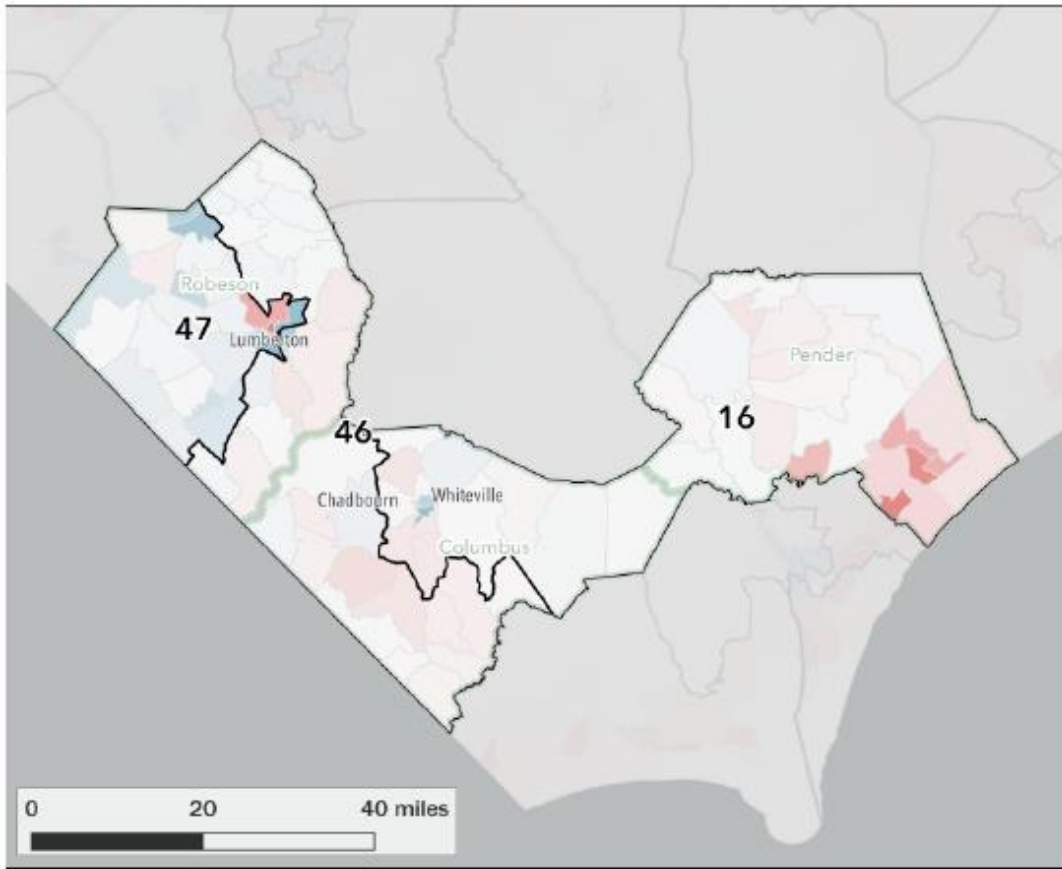 Robeson
47
Lumberton
Pender
16
46
Chadbourn
Whiteville
Columbus
0 20 40 miles